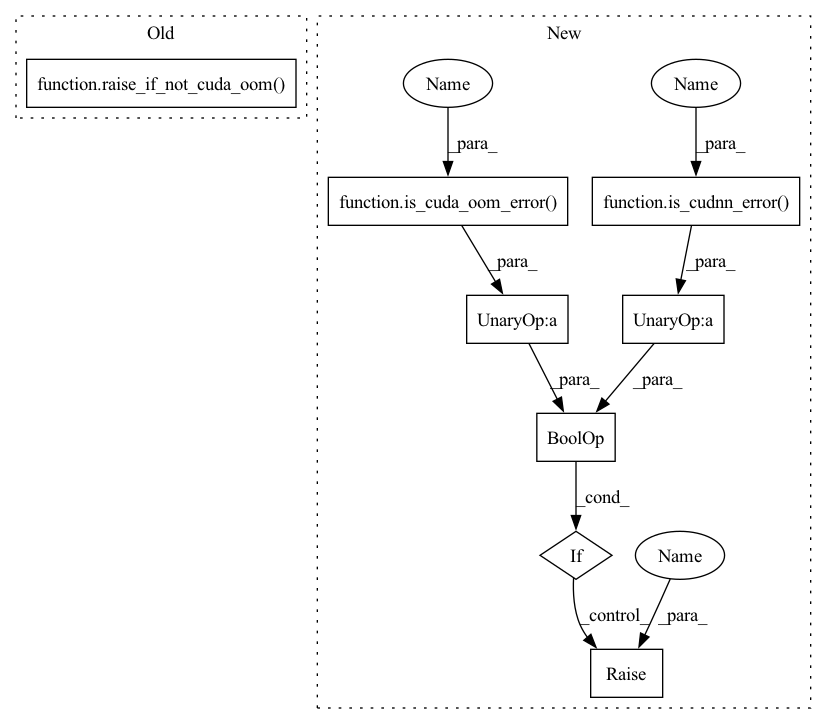 Old
New
function.raise_if_not_cuda_oom()
Name
Name
_para_
_para_
function.is_cuda_oom_error()
function.is_cudnn_error()
_para_
_para_
UnaryOp:a
UnaryOp:a
_para_
_para_
BoolOp
_cond_
If
Name
_control_
_para_
Raise